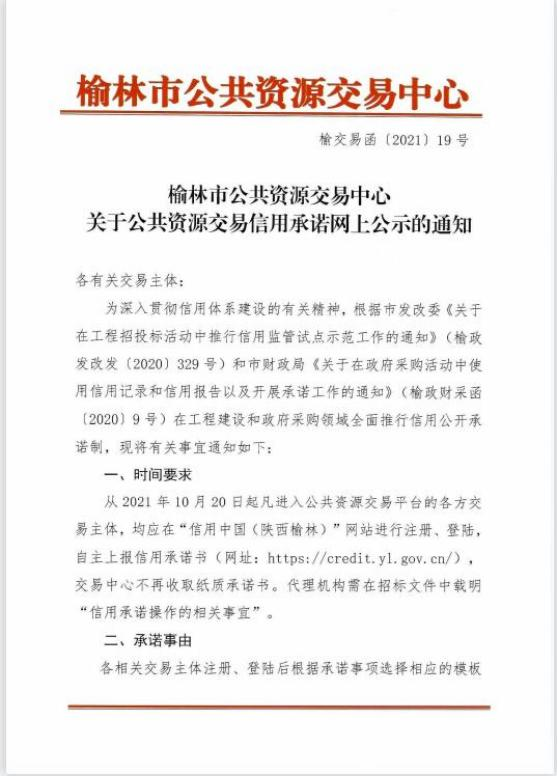 榆林市公共资源交易中心
榆交易函〔2021〕19 号
榆林市公共资源交易中心
关于公共资源交易信用承诺网上公示的通知
各有关交易主体：
为深入贯彻信用体系建设的有关精神，根据市发改委《关于
在工程招投标活动中推行信用监管试点示范工作的通知》（榆政
发改发〔2020〕329 号）和市财政局《关于在政府采购活动中使
用信用记录和信用报告以及开展承诺工作的通知》（榆政财采函
〔2020〕9 号）在工程建设和政府采购领域全面推行信用公开承
诺制，现将有关事宜通知如下：
一、时间要求
从 2021 年 10 月 20 日起凡进入公共资源交易平台的各方交
易主体，均应在“信用中国（陕西榆林）”网站进行注册、登陆，
自主上报信用承诺书（网址：https://credit.yl.gov.cn/），
交易中心不再收取纸质承诺书。代理机构需在招标文件中载明
“信用承诺操作的相关事宜”。
二、承诺事由
各相关交易主体注册、登陆后根据承诺事项选择相应的模板